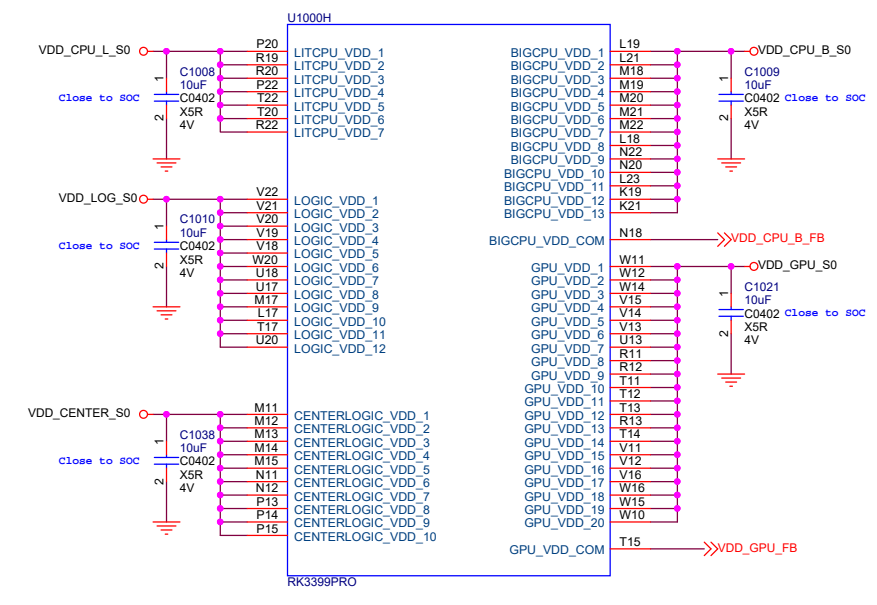 U1000H
VDD_CPU_L_S0
P20 LITCPU_VDD_1
R19 LITCPU_VDD_2
R20 LITCPU_VDD_3
P22 LITCPU_VDD_4
T22 LITCPU_VDD_5
T20 LITCPU_VDD_6
R22 LITCPU_VDD_7
1
C1008
10uF
Close to SOC
C0402
X5R
2
4V
VDD_LOG_S0
V22 LOGIC_VDD_1
V21 LOGIC_VDD_2
V20 LOGIC_VDD_3
V19 LOGIC_VDD_4
V18 LOGIC_VDD_5
W20 LOGIC_VDD_6
U18 LOGIC_VDD_7
U17 LOGIC_VDD_8
M17 LOGIC_VDD_9
L17 LOGIC_VDD_10
T17 LOGIC_VDD_11
U20 LOGIC_VDD_12
1
C1010
10uF
Close to SOC
C0402
X5R
2
4V
VDD_CENTER_S0
M11 CENTERLOGIC_VDD_1
M12 CENTERLOGIC_VDD_2
M13 CENTERLOGIC_VDD_3
M14 CENTERLOGIC_VDD_4
M15 CENTERLOGIC_VDD_5
N11 CENTERLOGIC_VDD_6
N12 CENTERLOGIC_VDD_7
P13 CENTERLOGIC_VDD_8
P14 CENTERLOGIC_VDD_9
P15 CENTERLOGIC_VDD_10
1
C1038
10uF
Close to SOC
C0402
X5R
2
4V
BIGCPU_VDD_1 L19
BIGCPU_VDD_2 L21
BIGCPU_VDD_3 M18
BIGCPU_VDD_4 M19
BIGCPU_VDD_5 M20
BIGCPU_VDD_6 M21
BIGCPU_VDD_7 M22
BIGCPU_VDD_8 L18
BIGCPU_VDD_9 N22
BIGCPU_VDD_10 N20
BIGCPU_VDD_11 L23
BIGCPU_VDD_12 K19
BIGCPU_VDD_13 K21
VDD_CPU_B_S0
1
C1009
10uF
C0402 Close to SOC
X5R
2
4V
BIGCPU_VDD_COM N18 VDD_CPU_B_FB
GPU_VDD_1 W11
GPU_VDD_2 W12
GPU_VDD_3 W14
GPU_VDD_4 V15
GPU_VDD_5 V14
GPU_VDD_6 V13
GPU_VDD_7 U13
GPU_VDD_8 R11
GPU_VDD_9 R12
GPU_VDD_10 T11
GPU_VDD_11 T12
GPU_VDD_12 T13
GPU_VDD_13 R13
GPU_VDD_14 T14
GPU_VDD_15 V11
GPU_VDD_16 V12
GPU_VDD_17 V16
GPU_VDD_18 W16
GPU_VDD_19 W15
GPU_VDD_20 W10
VDD_GPU_S0
1
C1021
10uF
C0402 Close to SOC
X5R
2
4V
GPU_VDD_COM T15 VDD_GPU_FB
RK3399PRO